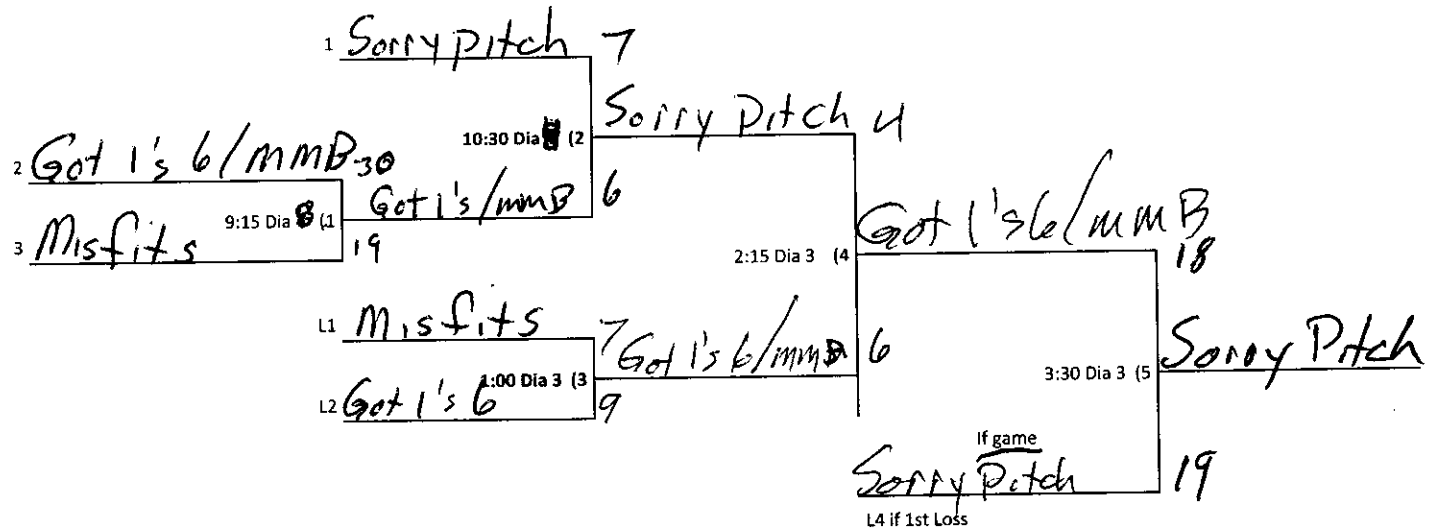 1 Sorry pitch 7
10:30 Dia 8 (2
Sorry Pitch 4
2 Got 1's 6/mmB 30
9:15 Dia 8 (1
Got 1's/mmB 6
3 Misfits 19
2:15 Dia 3 (4
Got 1's 6/mmB 18
L1 Misfits 7
1:00 Dia 3 (3
Got 1's 6/mmB 6
L2 Got 1's 6 9
3:30 Dia 3 (5
Sorry Pitch
If game
Sorry Pitch 19
L4 if 1st Loss